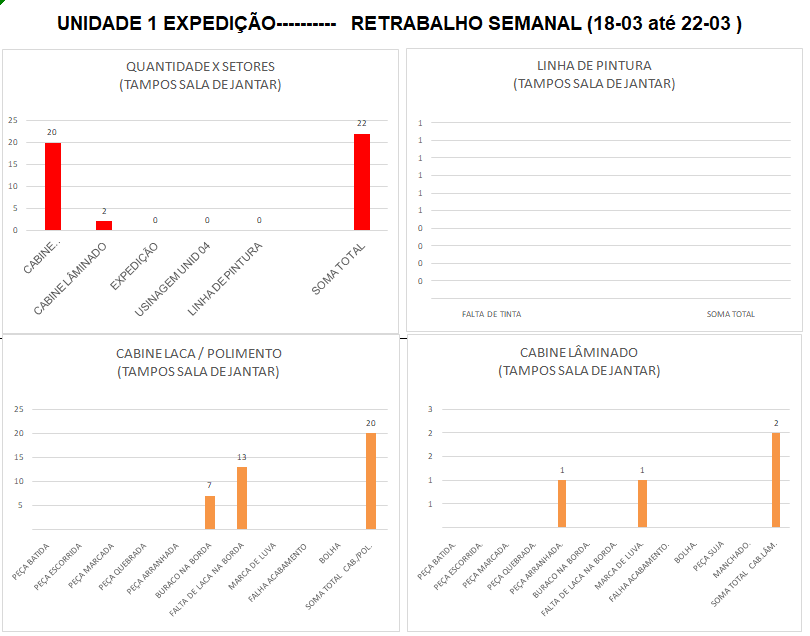 UNIDADE 1 EXPEDIÇÃO---------- RETRABALHO SEMANAL (18-03 até 22-03 )
QUANTIDADE X SETORES
(TAMPOS SALA DE JANTAR)
25
20
15
10
5
0
20
2
0
0
0
22
CABINE...
CABINE LÂMINADO
EXPEDIÇÃO
USINAGEM UNID 04
LINHA DE PINTURA
SOMA TOTAL
LINHA DE PINTURA
(TAMPOS SALA DE JANTAR)
1
1
1
1
1
1
0
0
0
0
FALTA DE TINTA
SOMA TOTAL
CABINE LACA / POLIMENTO
(TAMPOS SALA DE JANTAR)
25
20
15
10
5
7
13
20
PEÇA BATIDA
PEÇA ESCORRIDA
PEÇA MARCADA
PEÇA QUEBRADA
PEÇA ARRANHADA
BURACO NA BORDA
FALTA DE LACA NA BORDA
MARCA DE LUVA
FALHA ACABAMENTO
BOLHA
SOMA TOTAL CAB./POL.
CABINE LÂMINADO
(TAMPOS SALA DE JANTAR)
3
2
2
1
1
1
1
2
PEÇA BATIDA.
PEÇA ESCORRIDA.
PEÇA MARCADA.
PEÇA QUEBRADA.
PEÇA ARRANHADA.
BURACO NA BORDA.
FALTA DE LACA NA BORDA.
MARCA DE LUVA.
FALHA ACABAMENTO.
BOLHA.
PEÇA SUJA
MANCHADO.
SOMA TOTAL CAB.LÂM.